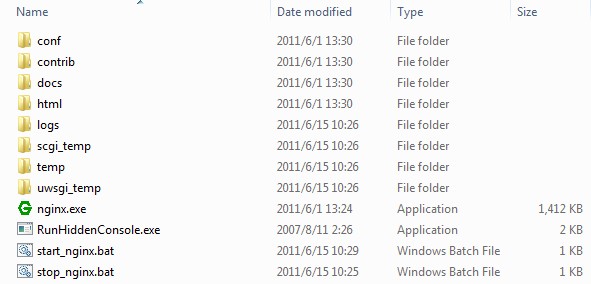 Name Date modified Type Size
conf 2011/6/1 13:30 File folder
contrib 2011/6/1 13:30 File folder
docs 2011/6/1 13:30 File folder
html 2011/6/1 13:30 File folder
logs 2011/6/15 10:26 File folder
scgi_temp 2011/6/15 10:26 File folder
temp 2011/6/15 10:26 File folder
uwsgi_temp 2011/6/15 10:26 File folder
nginx.exe 2011/6/1 13:24 Application 1,412 KB
RunHiddenConsole.exe 2007/8/11 2:26 Application 2 KB
start_nginx.bat 2011/6/15 10:29 Windows Batch File 1 KB
stop_nginx.bat 2011/6/15 10:25 Windows Batch File 1 KB